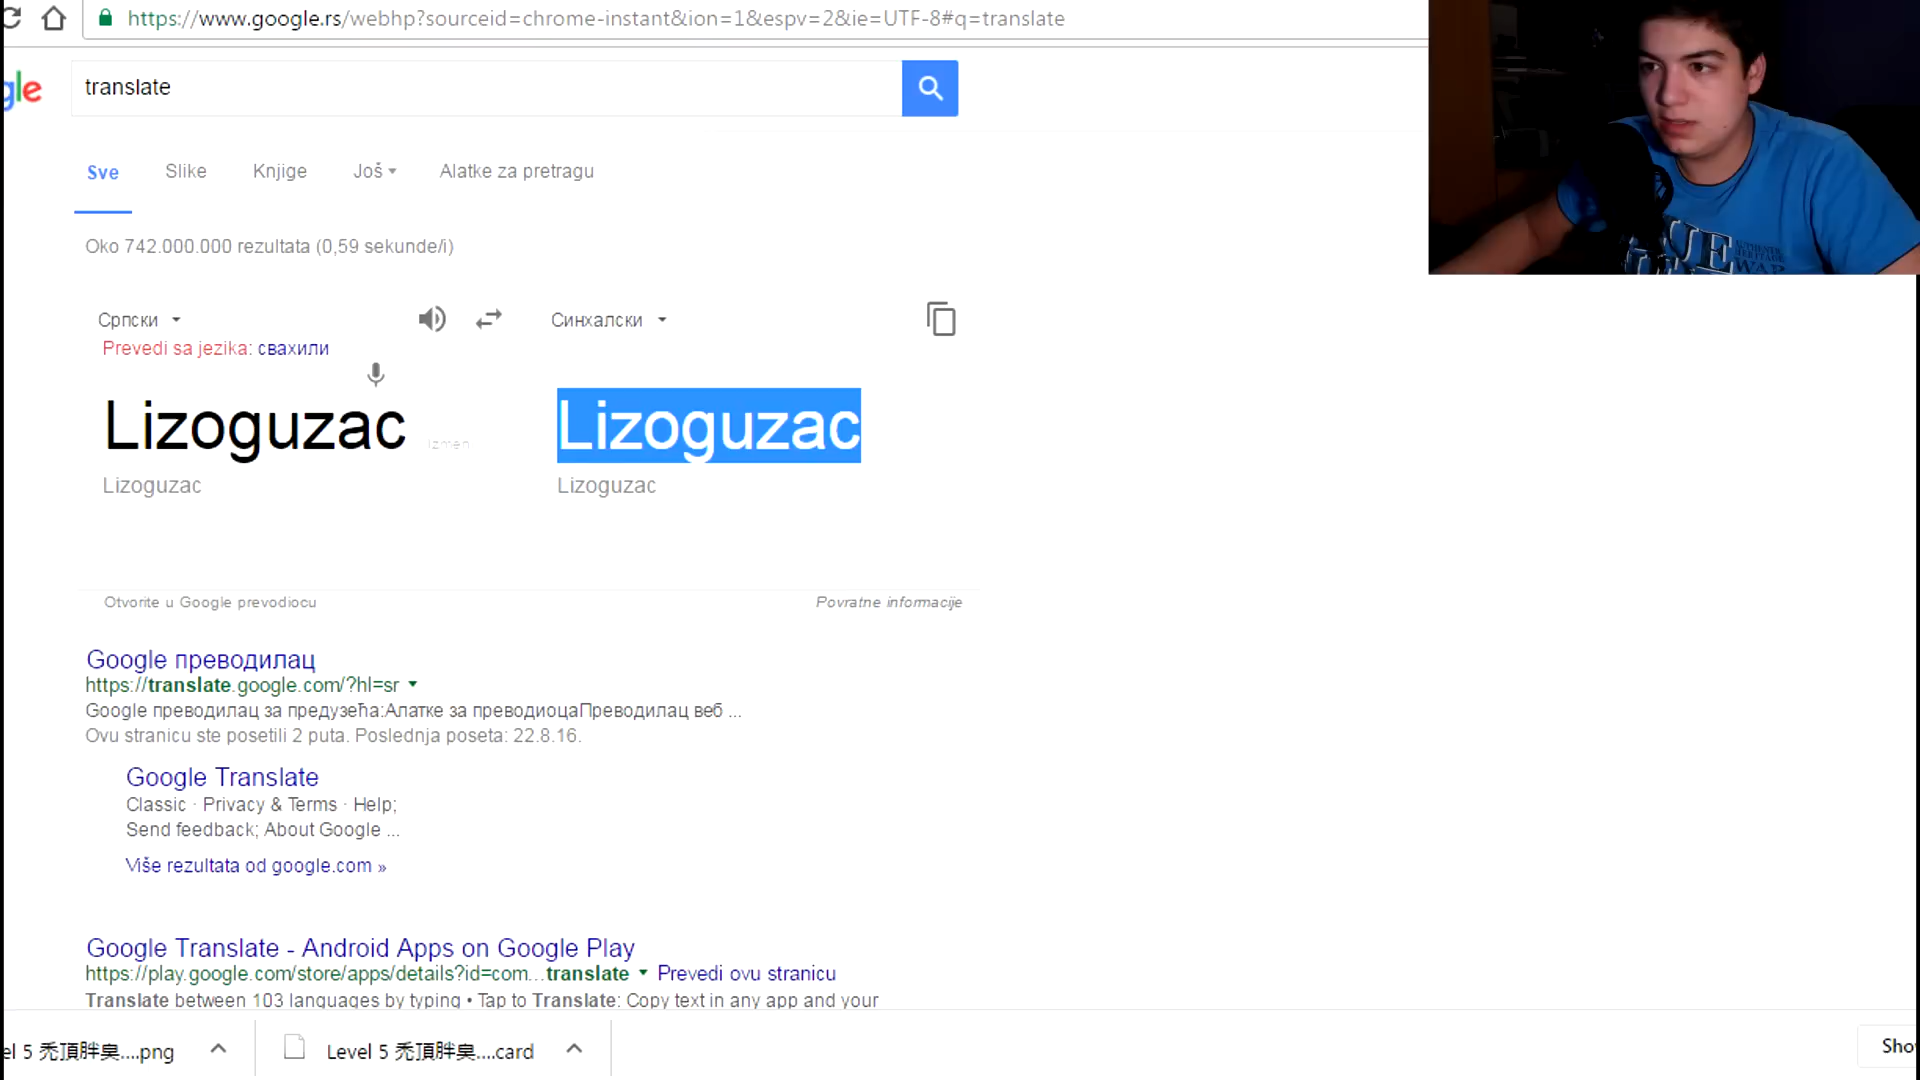 https://www.google.rs/webhp?sourceid=chrome-instant&ion=1&espv=2&ie=UTF-8#q=translate
gle
translate
Sve Slike Knjige Još Alatke za pretragu
Oko 742.000.000 rezultata (0,59 sekunde/i)
Српски Синхалски
Prevedi sa jezika: свахили
Lizoguzac Izmen Lizoguzac
Lizoguzac Lizoguzac
Otvorite u Google prevodiocu Povratne informacije
Google преводилац
https://translate.google.com/?hl=sr
Google преводилац за предузећа:Алатке за преводиоцаПреводилац веб ...
Ovu stranicu ste posetili 2 puta. Poslednja poseta: 22.8.16.
Google Translate
Classic · Privacy & Terms · Help;
Send feedback; About Google ...
Više rezultata od google.com »
Google Translate - Android Apps on Google Play
https://play.google.com/store/apps/details?id=com...translate Prevedi ovu stranicu
Translate between 103 languages by typing • Tap to Translate: Copy text in any app and your
el 5 禿頂胖臭....png Level 5 禿頂胖臭....card Sho
UE AUTHENTIC HERITAGE WAR